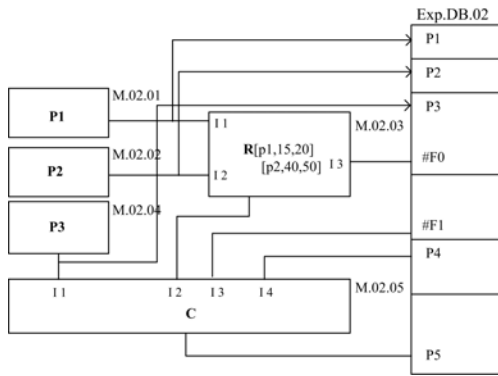 Exp.DB.02
P1
P2
M.02.01
P3
P1
I 1
M.02.03
R[p1,15,20]
M.02.02
[p2,40,50]
I 3
#F0
P2
I 2
M.02.04
P3
#F1
P4
I 1
I 2
I 3
I 4
M.02.05
C
P5